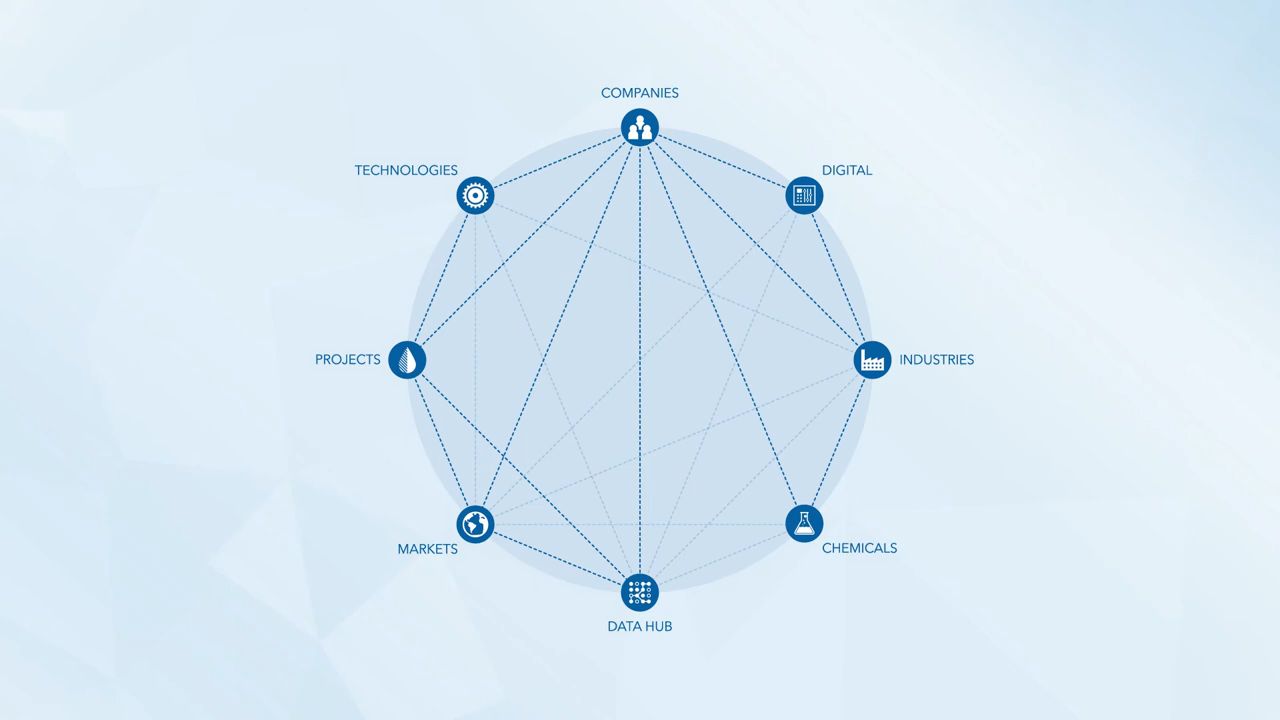 COMPANIES
TECHNOLOGIES
DIGITAL
PROJECTS
INDUSTRIES
MARKETS
CHEMICALS
DATA HUB